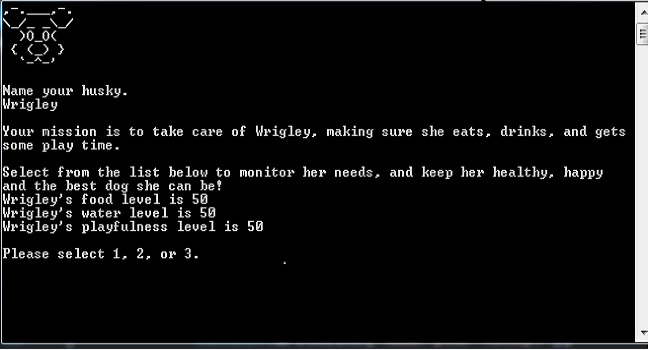 Name your husky.
Wrigley
Your mission is to take care of Wrigley, making sure she eats, drinks, and gets
some play time.
Select from the list below to monitor her needs, and keep her healthy, happy
and the best dog she can be!
Wrigley's food level is 50
Wrigley's water level is 50
Wrigley's playfulness level is 50
Please select 1, 2, or 3.